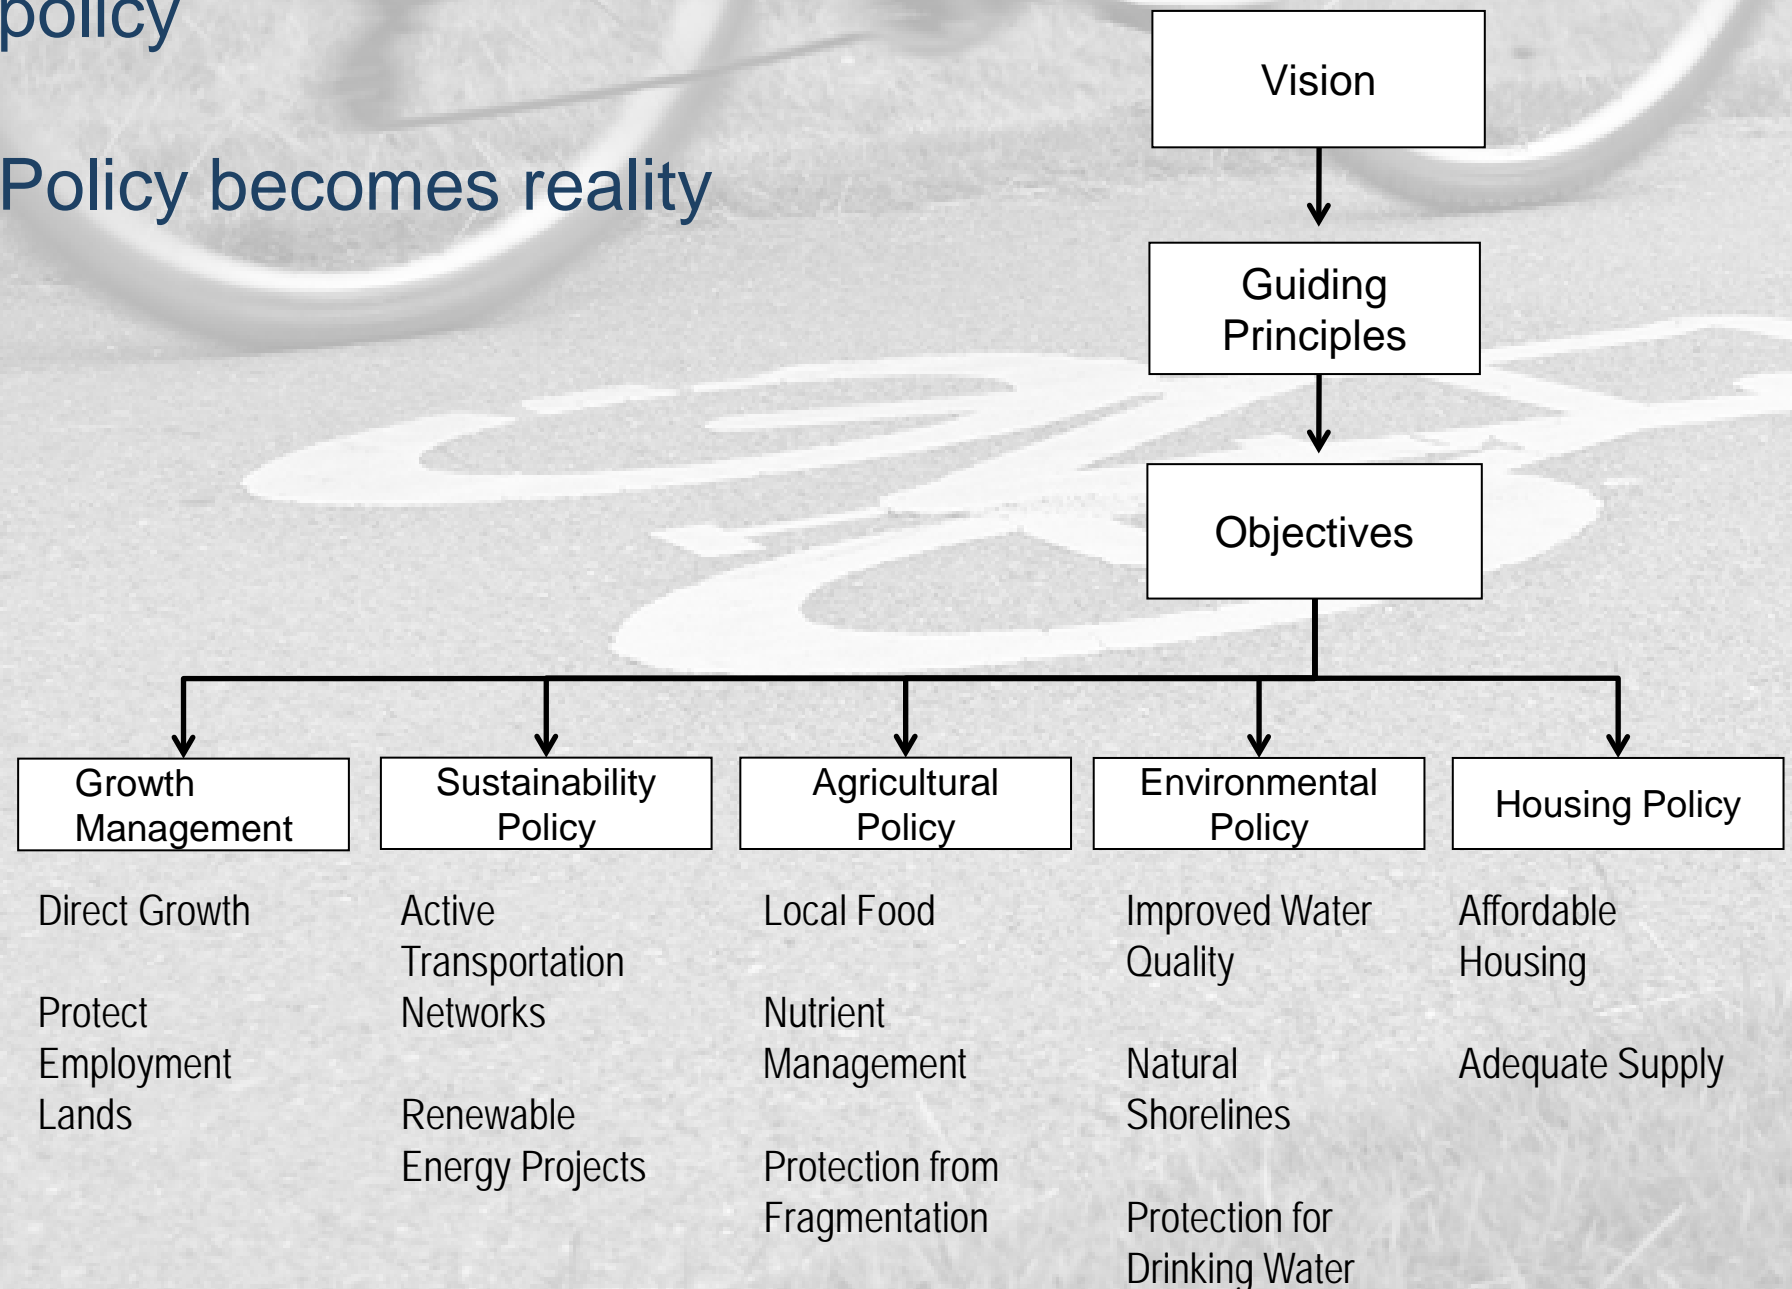 policy
Policy becomes reality
Vision
Guiding
Principles
Objectives
Growth
Management
Sustainability
Policy
Agricultural
Policy
Environmental
Policy
Housing Policy
Direct Growth
Protect
Employment
Lands
Active
Transportation
Networks
Renewable
Energy Projects
Local Food
Nutrient
Management
Protection from
Fragmentation
Improved Water
Quality
Natural
Shorelines
Protection for
Drinking Water
Affordable
Housing
Adequate Supply